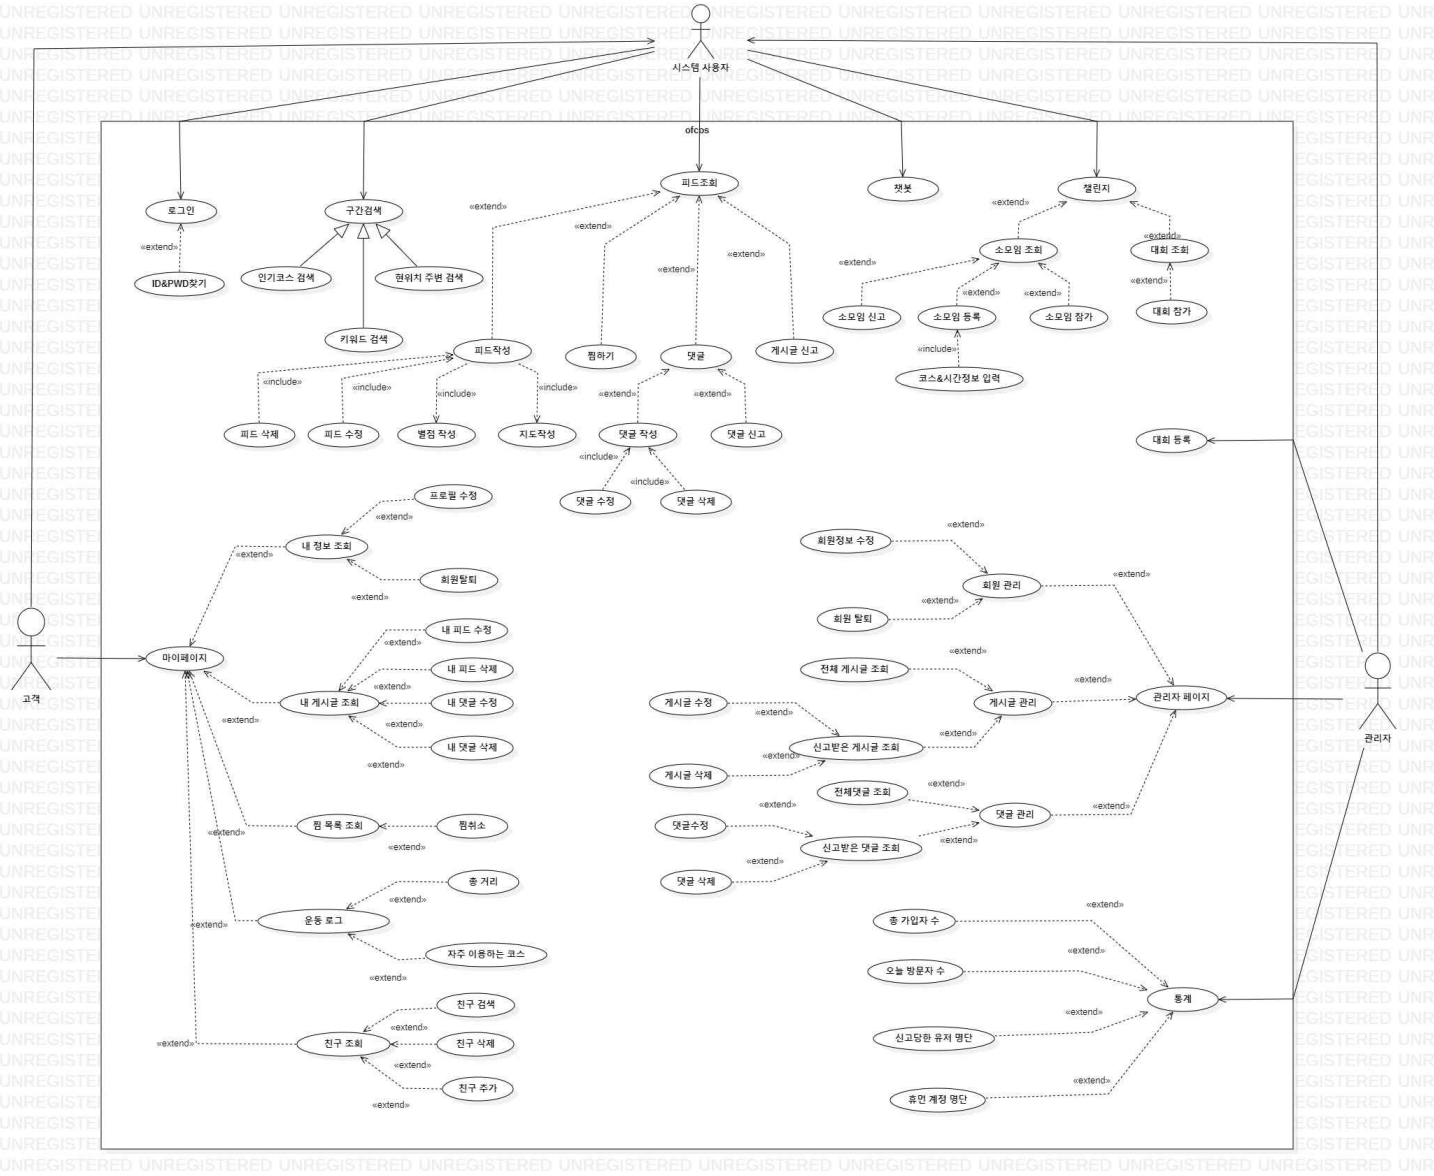 시스템 사용자
ofcos
로그인
«extend»
ID&PWD찾기
구간검색
인기코스 검색
현위치 주변 검색
키워드 검색
피드조회
«extend»
«extend»
«extend»
«extend»
피드작성
찜하기
댓글
게시글 신고
«include»
«include»
«include»
«include»
피드 삭제
피드 수정
별점 작성
지도작성
«extend»
«extend»
댓글 작성
댓글 신고
«include»
«include»
댓글 수정
댓글 삭제
챗봇
챌린지
«extend»
«extend»
소모임 조회
대회 조회
«extend»
«extend»
«extend»
«extend»
소모임 신고
소모임 등록
소모임 참가
대회 참가
«include»
코스&시간정보 입력
대회 등록
고객
마이페이지
«extend»
내 정보 조회
프로필 수정
«extend»
회원탈퇴
«extend»
내 피드 수정
«extend»
내 피드 삭제
«extend»
내 게시글 조회
내 댓글 수정
«extend»
«extend»
내 댓글 삭제
«extend»
찜 목록 조회
찜취소
«extend»
«extend»
총 거리
«extend»
운동 로그
«extend»
자주 이용하는 코스
«extend»
친구 검색
«extend»
친구 조회
친구 삭제
«extend»
«extend»
친구 추가
«extend»
관리자
관리자 페이지
회원정보 수정
«extend»
회원 관리
«extend»
«extend»
회원 탈퇴
전체 게시글 조회
«extend»
게시글 관리
«extend»
게시글 수정
«extend»
신고받은 게시글 조회
«extend»
«extend»
게시글 삭제
전체댓글 조회
«extend»
댓글 관리
«extend»
«extend»
댓글수정
신고받은 댓글 조회
«extend»
«extend»
댓글 삭제
총 가입자 수
«extend»
오늘 방문자 수
«extend»
통계
신고당한 유저 명단
«extend»
휴먼 계정 명단
«extend»
UNREGISTERED